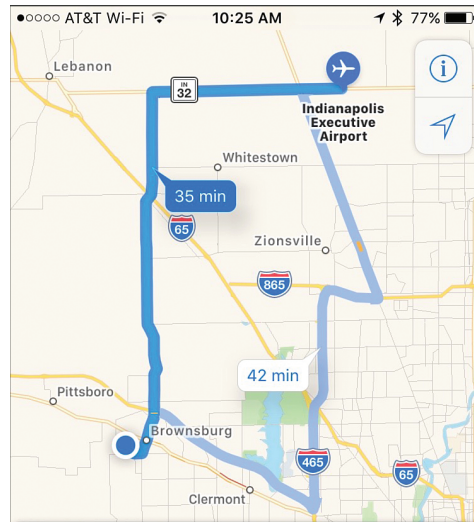 AT&T Wi-Fi 10:25 AM 77%
Lebanon
IN
32
Indianapolis
Executive
Airport
Whitestown
35 min
65
Zionsville
865
42 min
Pittsboro
Brownsburg
465
65
Clermont